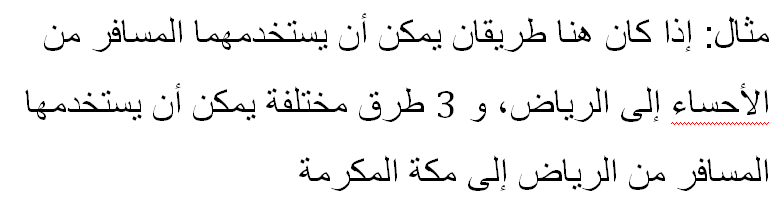 مثال: إذا كان هنا طريقان يمكن أن يستخدمهما المسافر من
الأحساء إلى الرياض، و 3 طرق مختلفة يمكن أن يستخدمها
المسافر من الرياض إلى مكة المكرمة